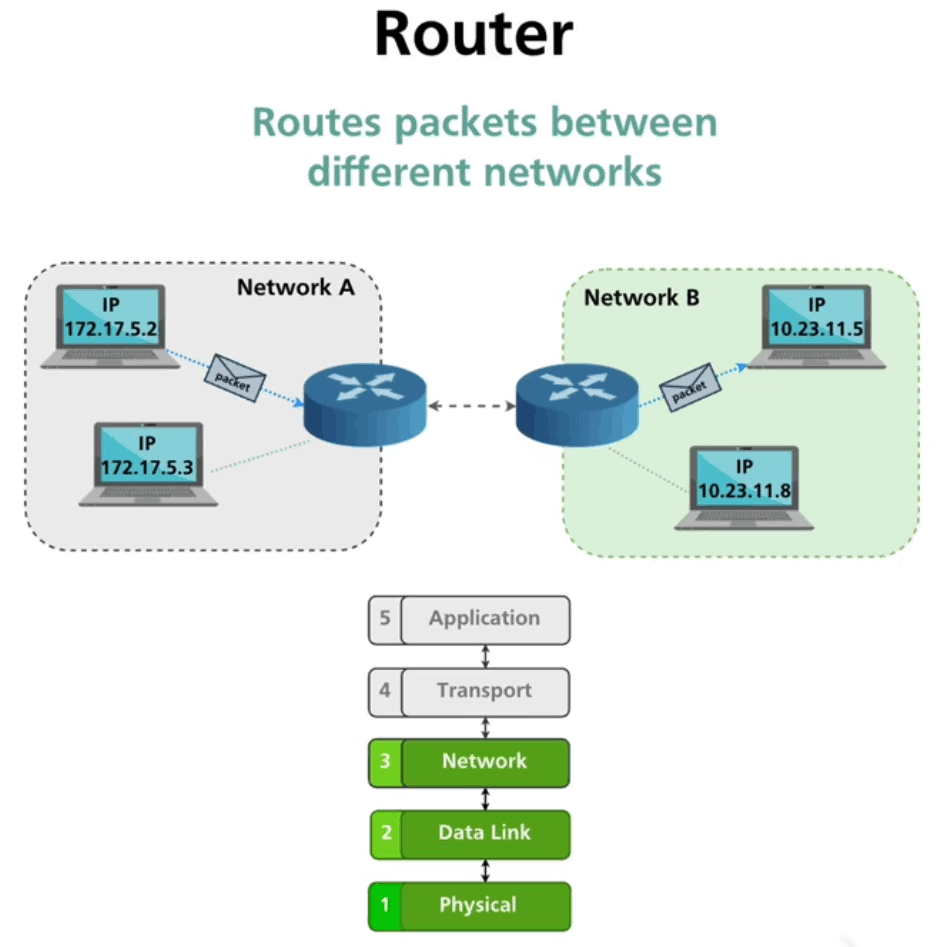 Router
Routes packets between
different networks
Network A
IP
172.17.5.2
packet
IP
172.17.5.3
Network B
IP
10.23.11.5
packet
IP
10.23.11.8
5 Application
4 Transport
3 Network
2 Data Link
1 Physical